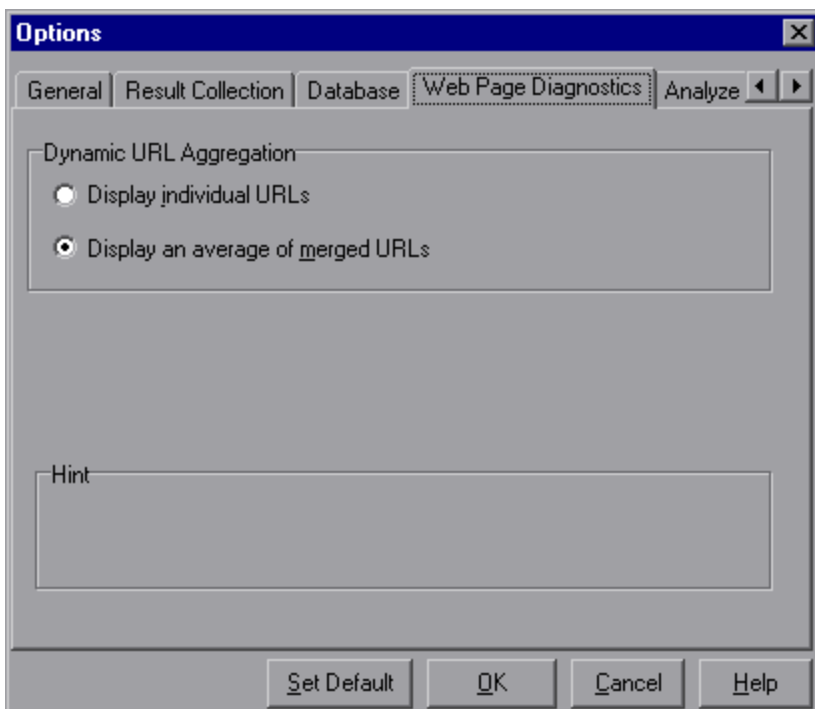 Options
General Result Collection Database Web Page Diagnostics Analyze
Dynamic URL Aggregation
Display individual URLs
Display an average of merged URLs
Hint
Set Default OK Cancel Help